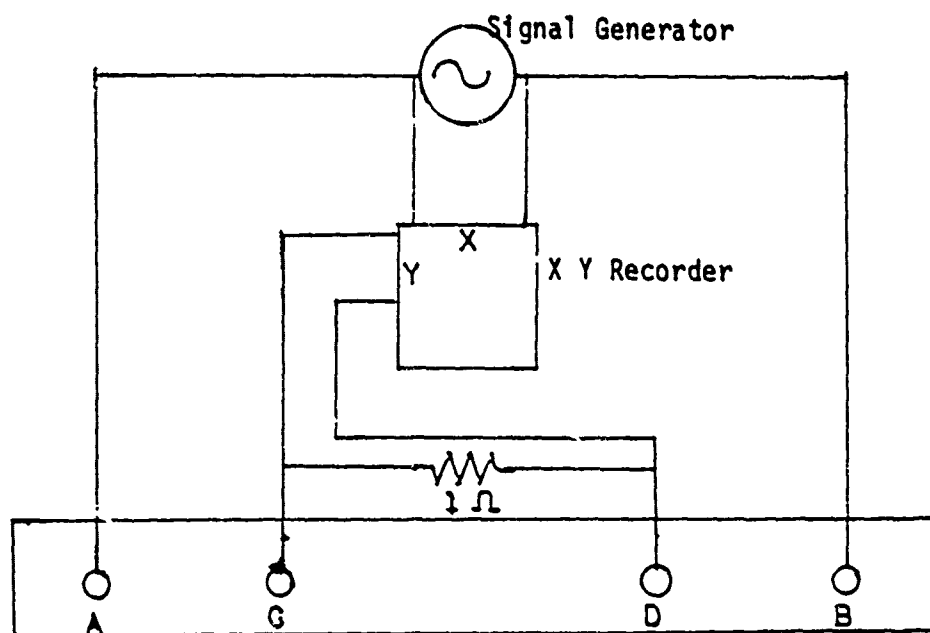 Signal Generator
X
Y
X Y Recorder
1 Ω
A G D B